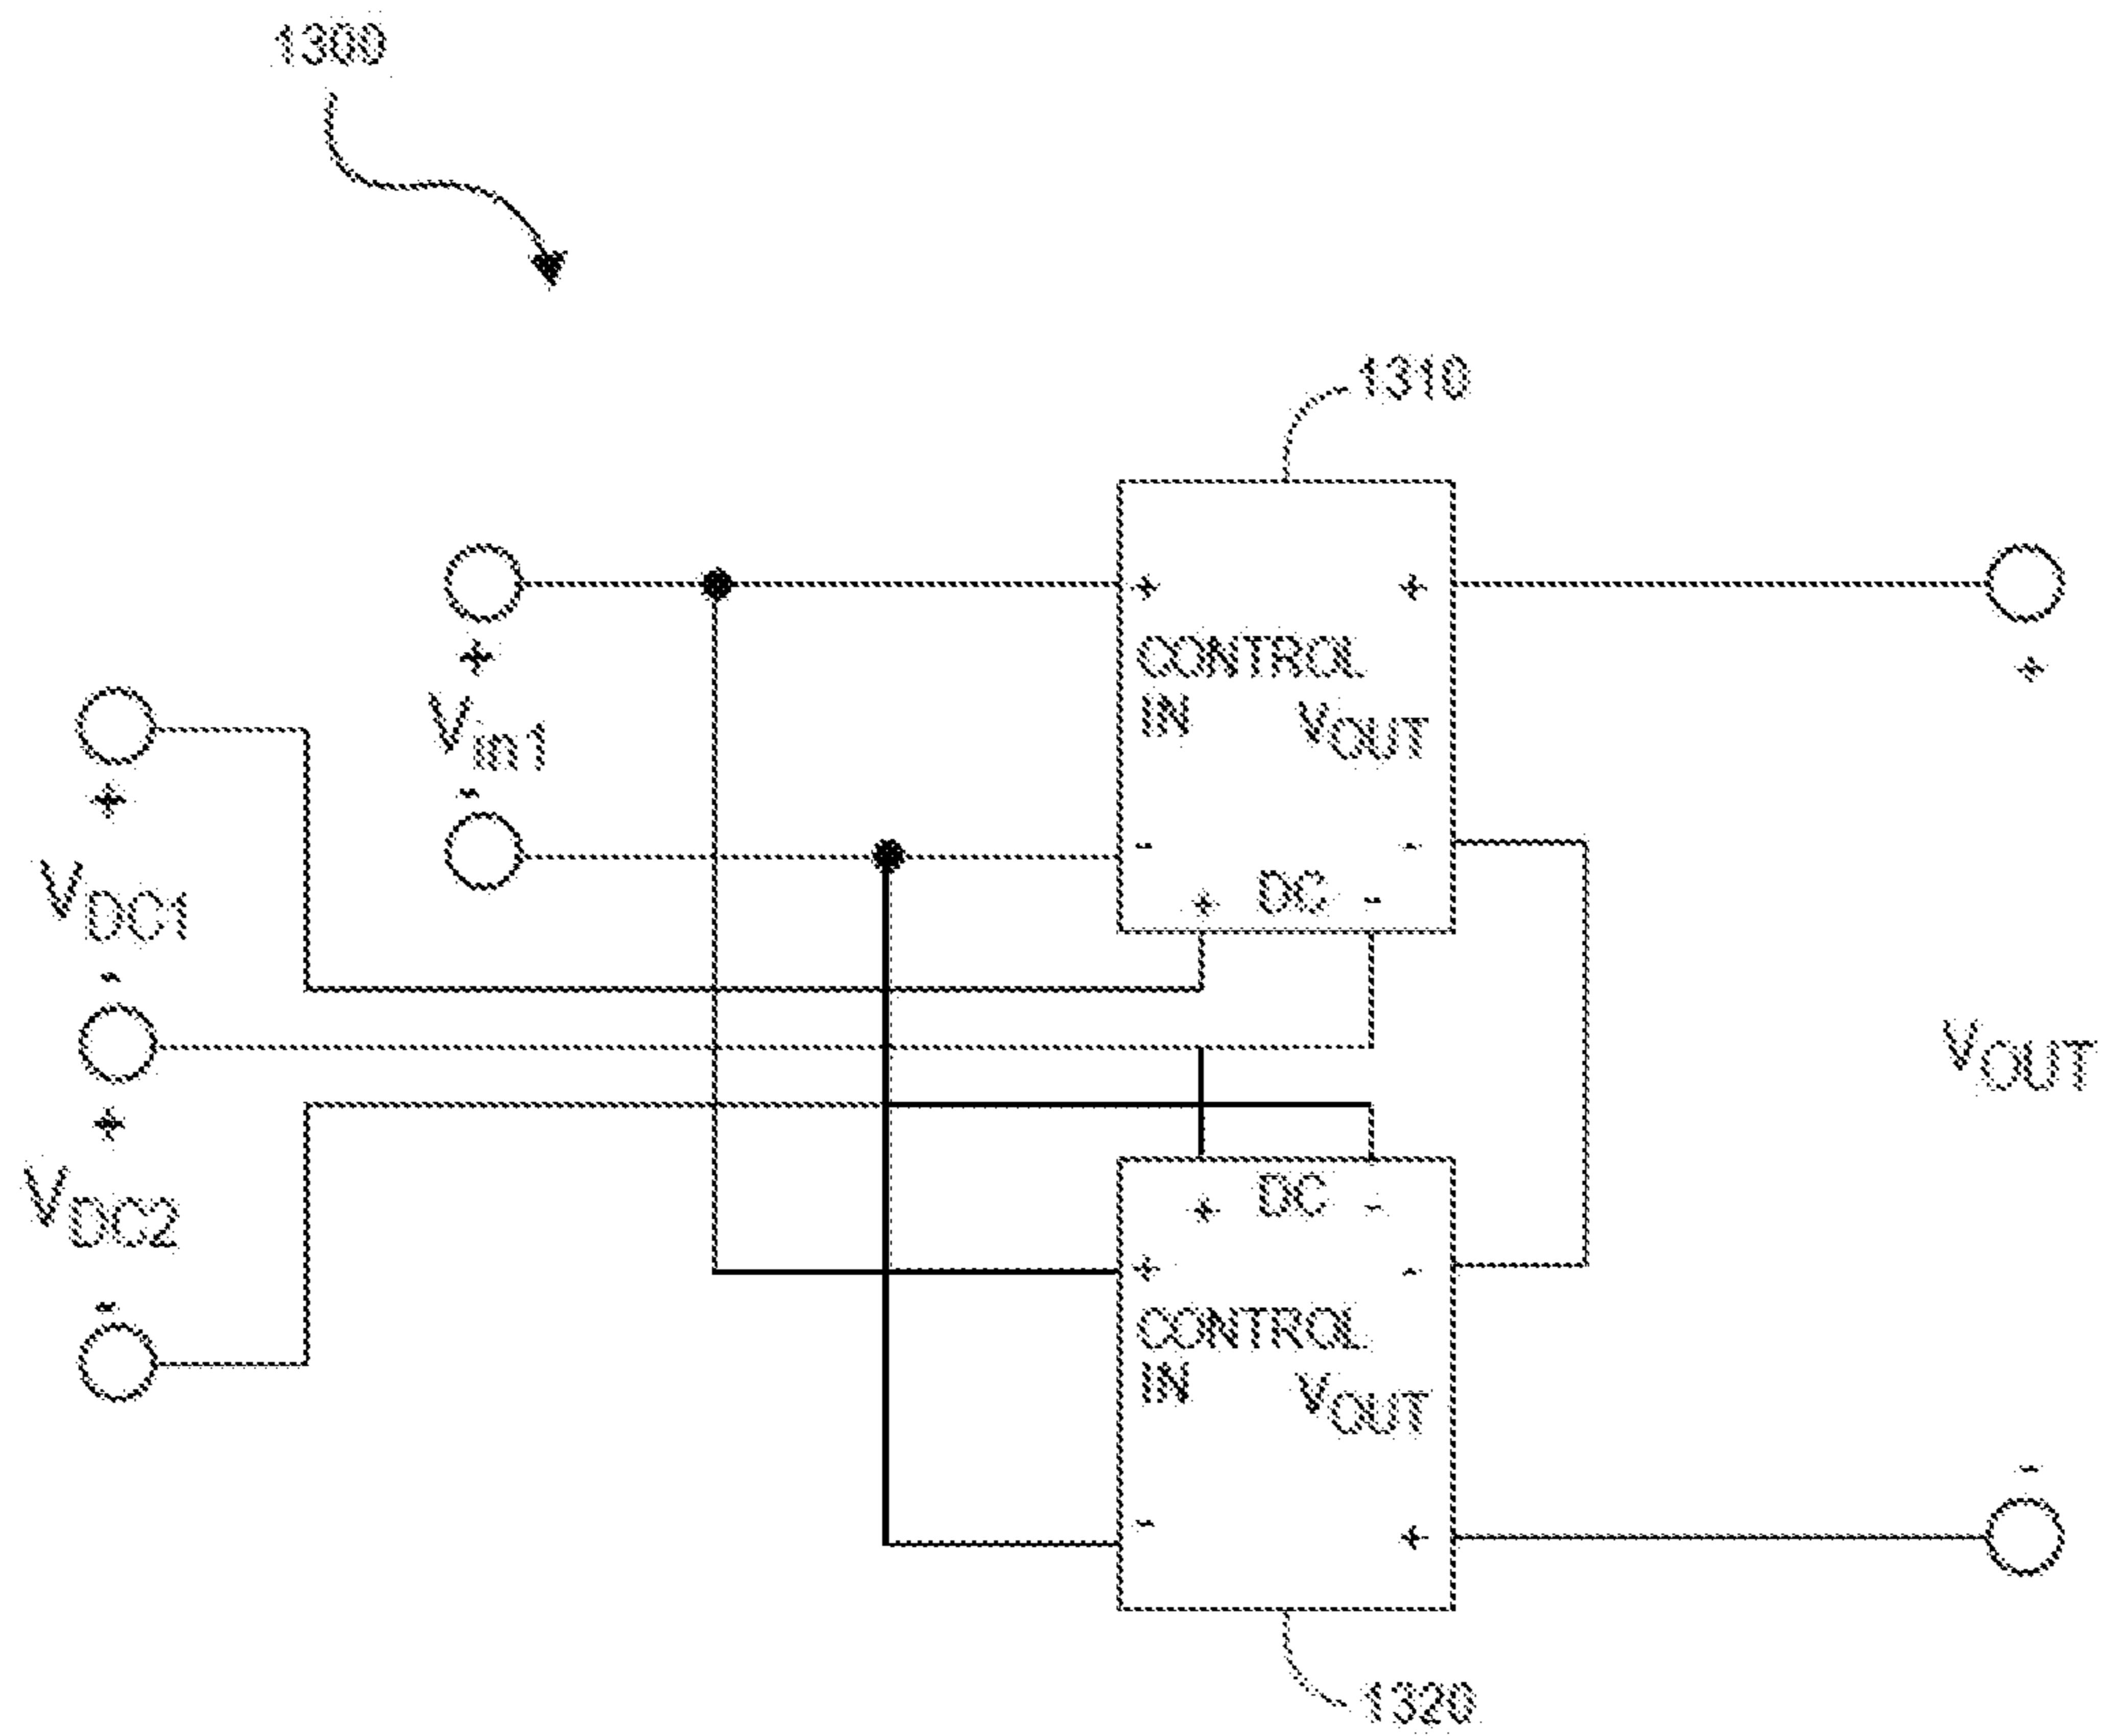 1300
1310
+ +
CONTROL
IN VOUT
- -
+ DC -
+
Vin1
-
+
VDC1
-
+
VDC2
-
+
VOUT
-
+ DC -
+ -
CONTROL
IN VOUT
- +
1320